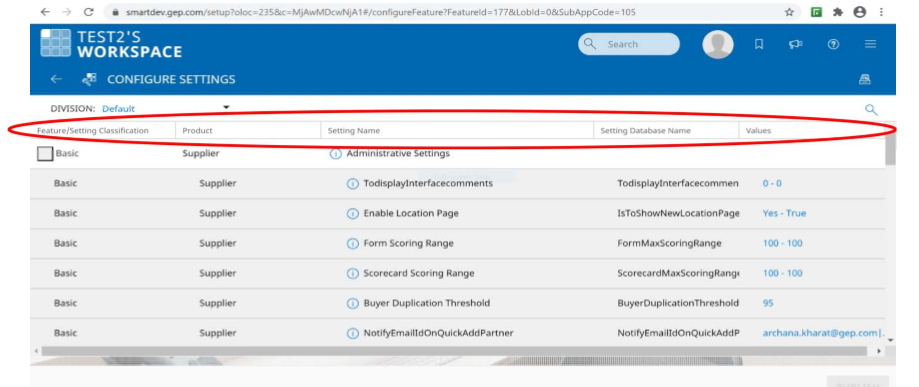 smartdev.gep.com/setup?oloc=235&c=MjAwMDcwNjA1#/configureFeature?FeatureId=177&LobId=0&SubAppCode=105
TEST2'S
WORKSPACE
Search
CONFIGURE SETTINGS
DIVISION: Default
Feature/Setting Classification Product Setting Name Setting Database Name Values
Basic Supplier Administrative Settings
Basic Supplier TodisplayInterfacecomments TodisplayInterfacecommen 0 - 0
Basic Supplier Enable Location Page IsToShowNewLocationPage Yes - True
Basic Supplier Form Scoring Range FormMaxScoringRange 100 - 100
Basic Supplier Scorecard Scoring Range ScorecardMaxScoringRange 100 - 100
Basic Supplier Buyer Duplication Threshold BuyerDuplicationThreshold 95
Basic Supplier NotifyEmailIdOnQuickAddPartner NotifyEmailIdOnQuickAddP archana.kharat@gep.com|.